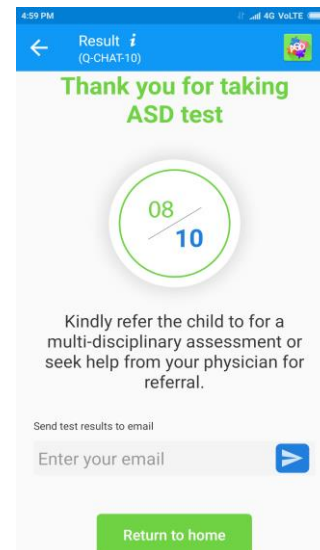 4:59 PM
4G VoLTE
Result i
(Q-CHAT-10)
Thank you for taking
ASD test
08
10
Kindly refer the child to for a
multi-disciplinary assessment or
seek help from your physician for
referral.
Send test results to email
Enter your email
Return to home